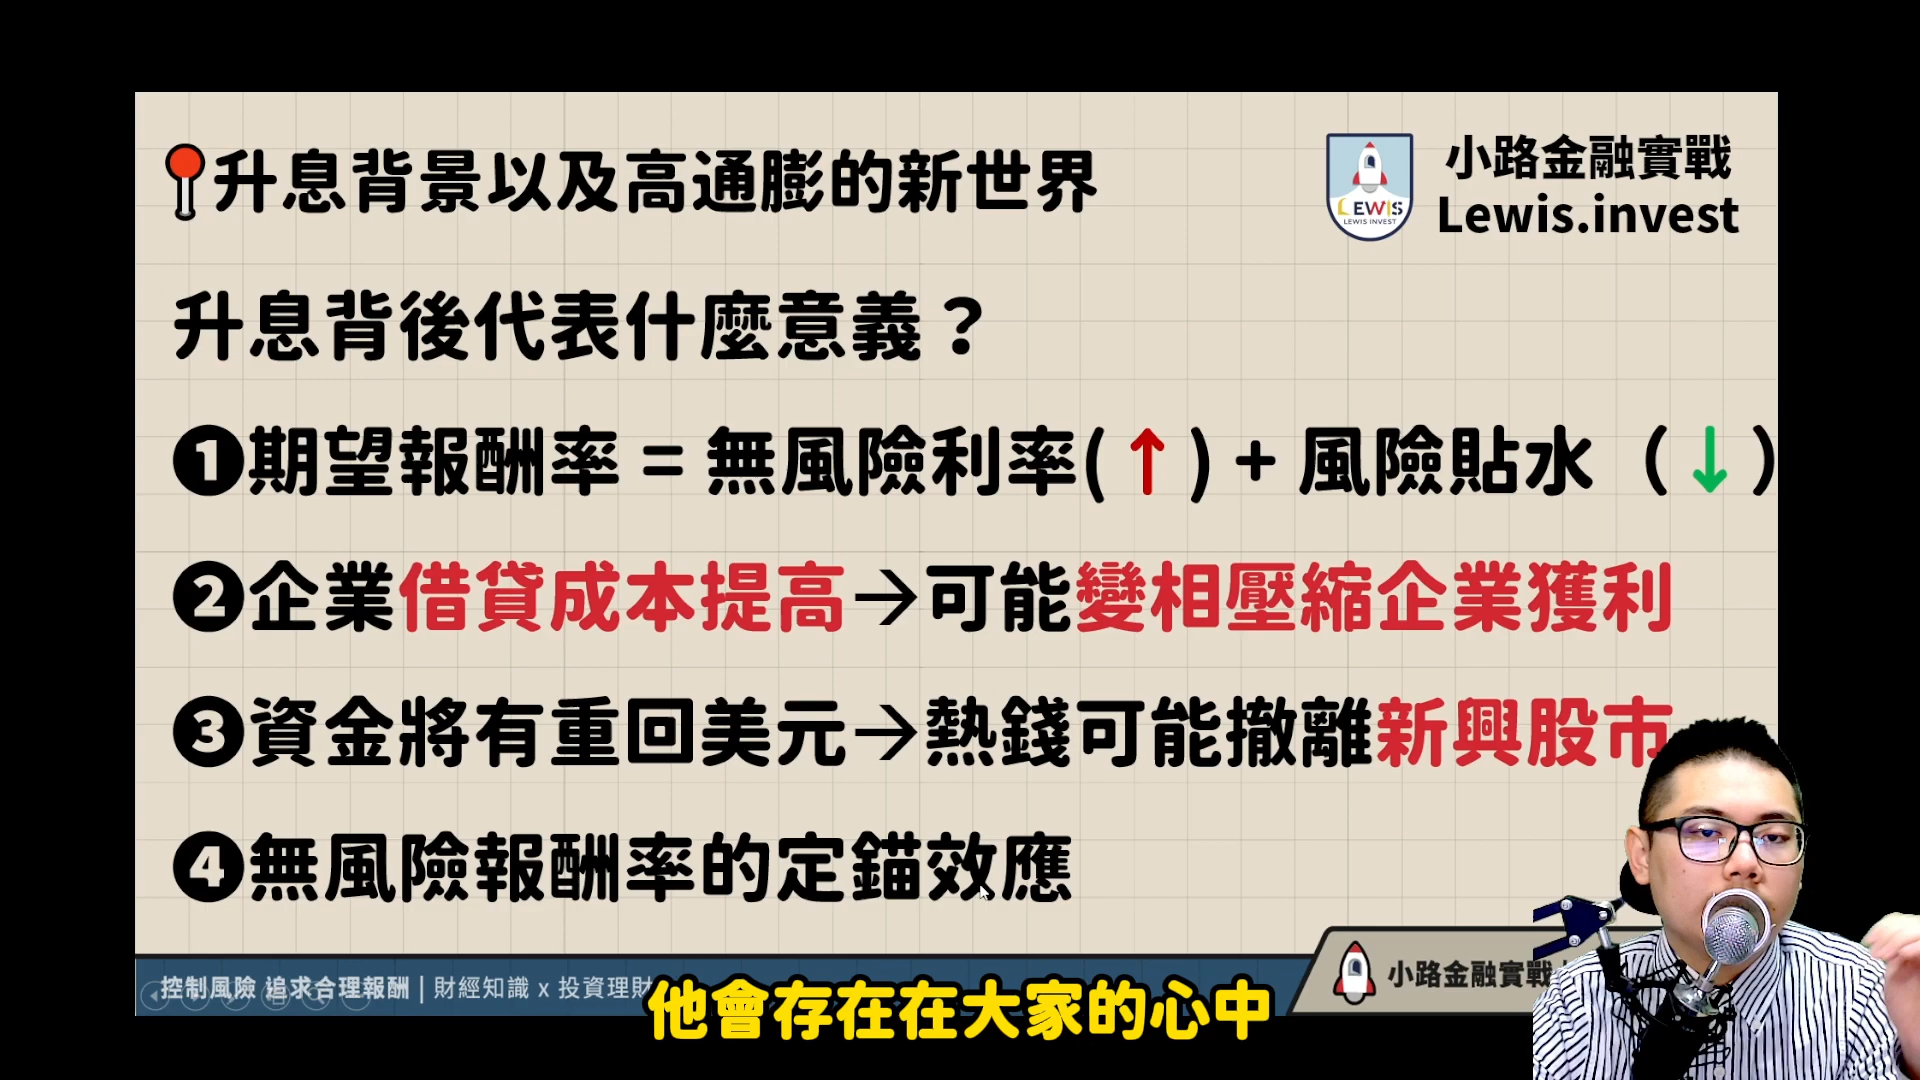 升息背景以及高通膨的新世界
小路金融實戰
Lewis.invest
LEWIS
LEWIS INVEST
升息背後代表什麼意義？
❶期望報酬率 = 無風險利率(↑) + 風險貼水（↓）
❷企業借貸成本提高→可能變相壓縮企業獲利
❸資金將有重回美元→熱錢可能撤離新興股市
❹無風險報酬率的定錨效應
控制風險 追求合理報酬 | 財經知識 x 投資理財
小路金融實戰
他會存在在大家的心中